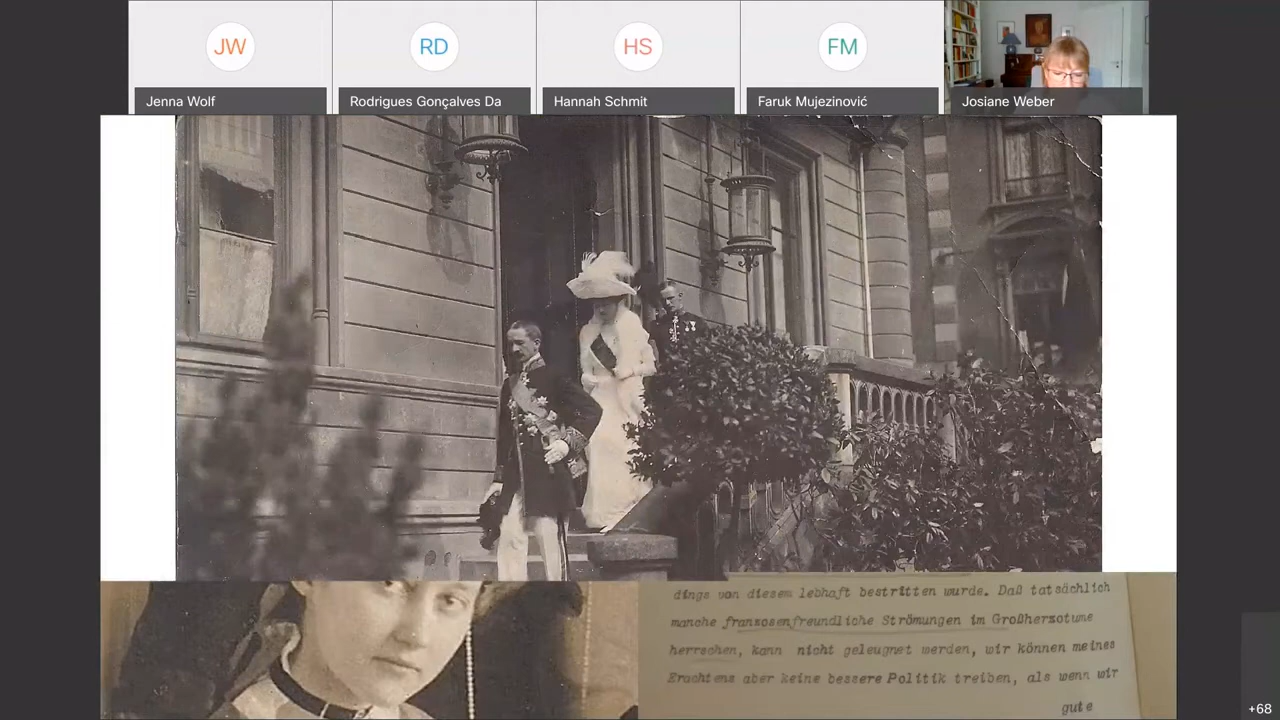 JW
RD
HS
FM
Jenna Wolf
Rodrigues Gonçalves Da
Hannah Schmit
Faruk Mujezinović
Josiane Weber
dings von diesem lebhaft bestritten wurde. Daß tatsächlich
manche franzosenfreundliche Strömungen im Großherzotume
herrschen, kann nicht geleugnet werden, wir können meines
Erachtens aber keine bessere Politik treiben, als wenn wir
gute
+68